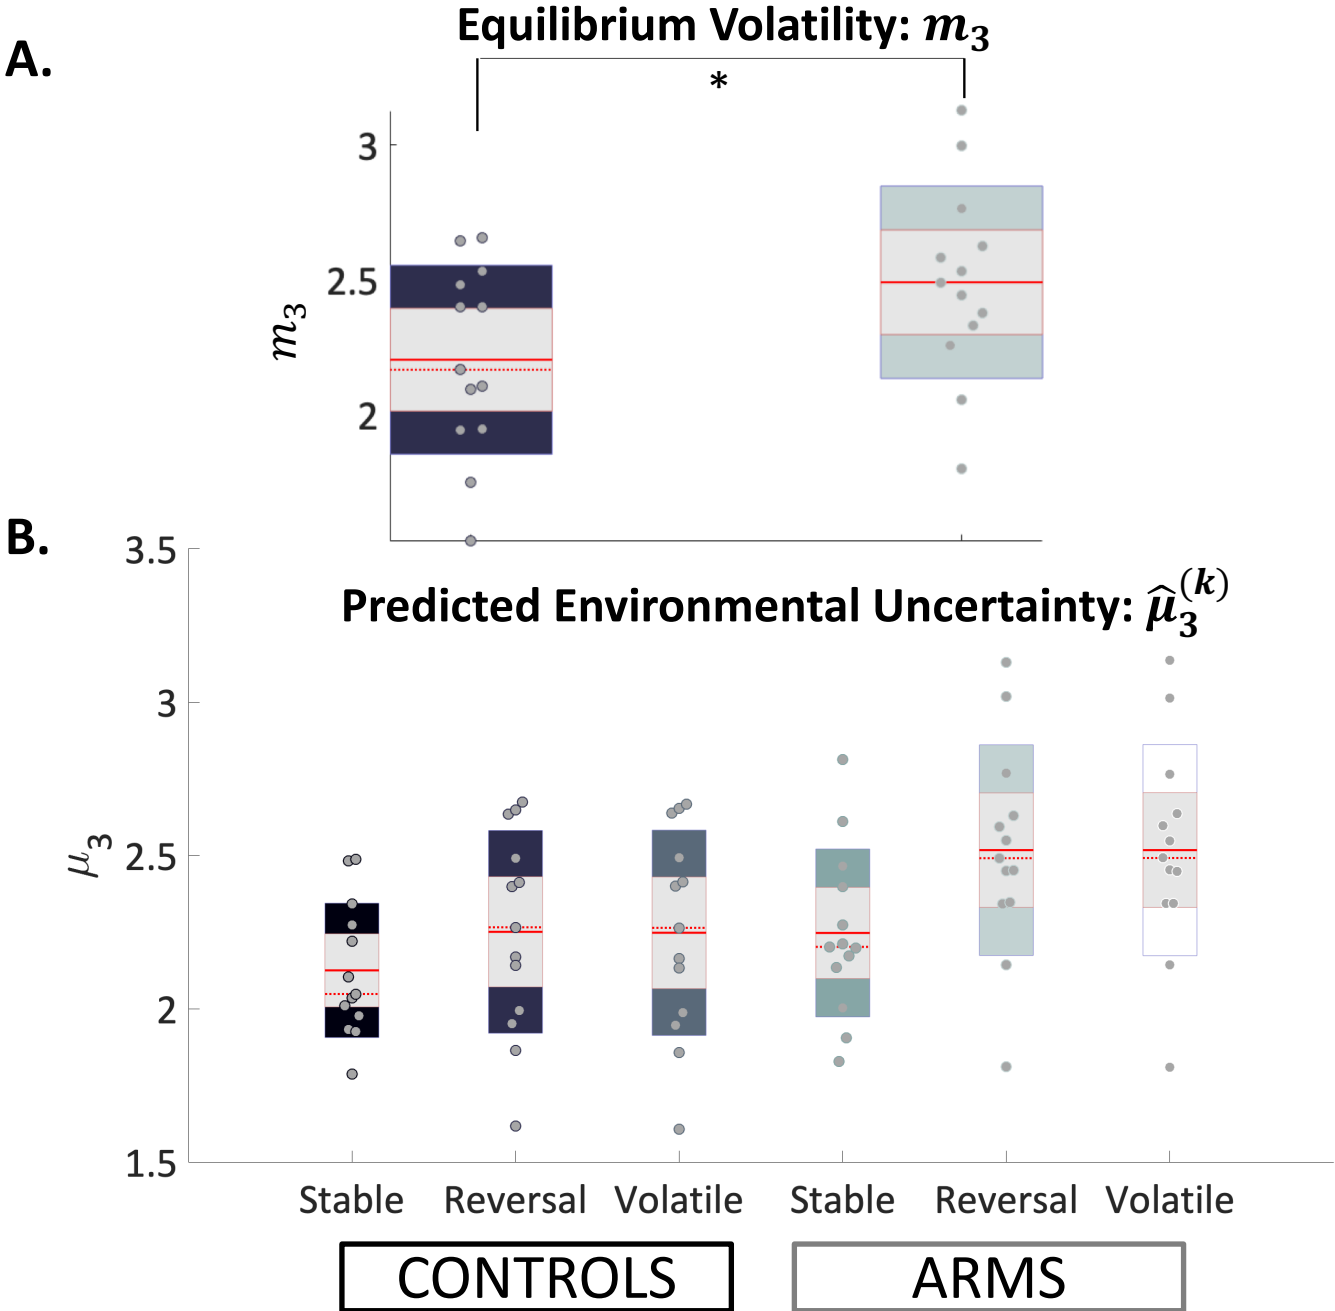 A.
Equilibrium Volatility: m₃
*
3
2.5
2
m₃
B.
3.5
Predicted Environmental Uncertainty: μ̂₃⁽ᵏ⁾
3
2.5
2
1.5
μ₃
Stable Reversal Volatile Stable Reversal Volatile
CONTROLS ARMS